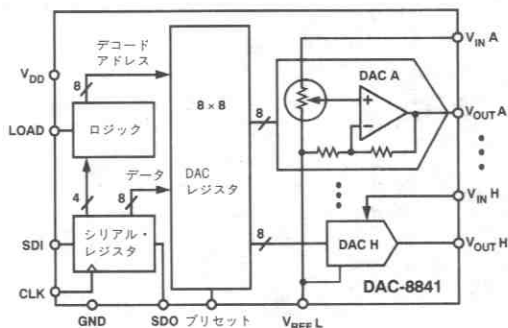 デコード
アドレス
V_DD
8
LOAD
ロジック
4
8
データ
SDI
シリアル・
レジスタ
CLK
GND
SDO
プリセット
8×8
DAC
レジスタ
8
8
V_IN A
DAC A
+
−
V_OUT A
V_IN H
DAC H
V_OUT H
DAC-8841
V_REF L